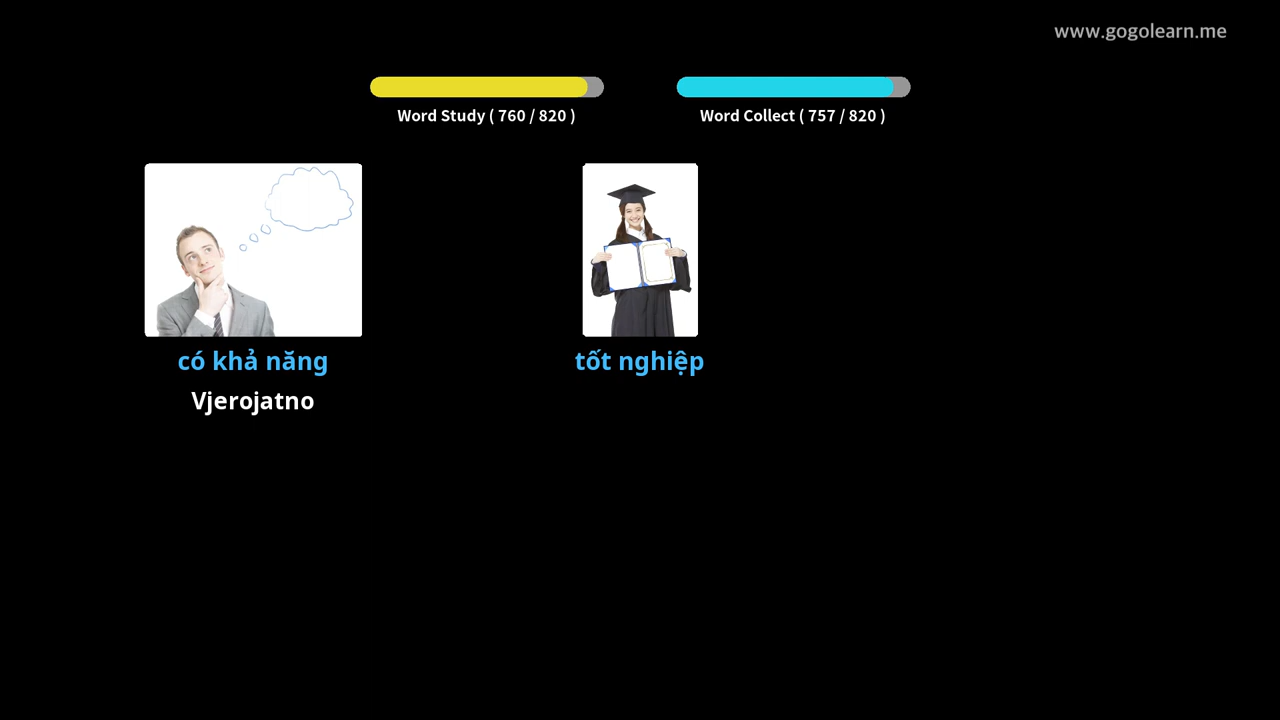 www.gogolearn.me
Word Study ( 760 / 820 )
Word Collect ( 757 / 820 )
có khả năng
Vjerojatno
tốt nghiệp